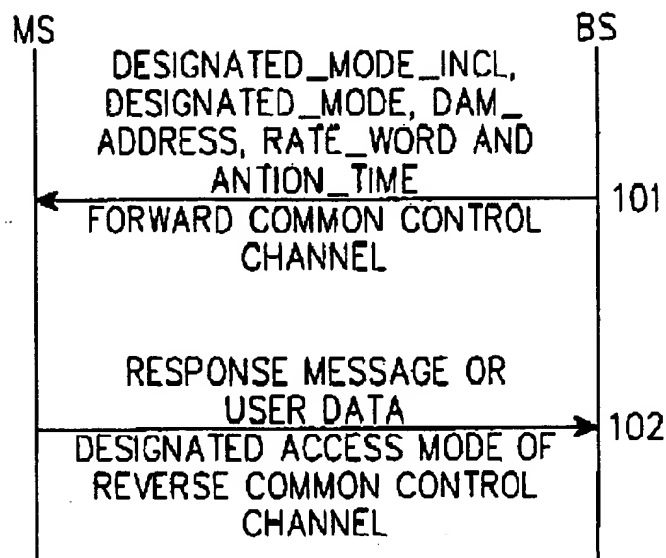 MS
BS
DESIGNATED_MODE_INCL,
DESIGNATED_MODE, DAM_
ADDRESS, RATE_WORD AND
ANTION_TIME
101
FORWARD COMMON CONTROL
CHANNEL
RESPONSE MESSAGE OR
USER DATA
102
DESIGNATED ACCESS MODE OF
REVERSE COMMON CONTROL
CHANNEL